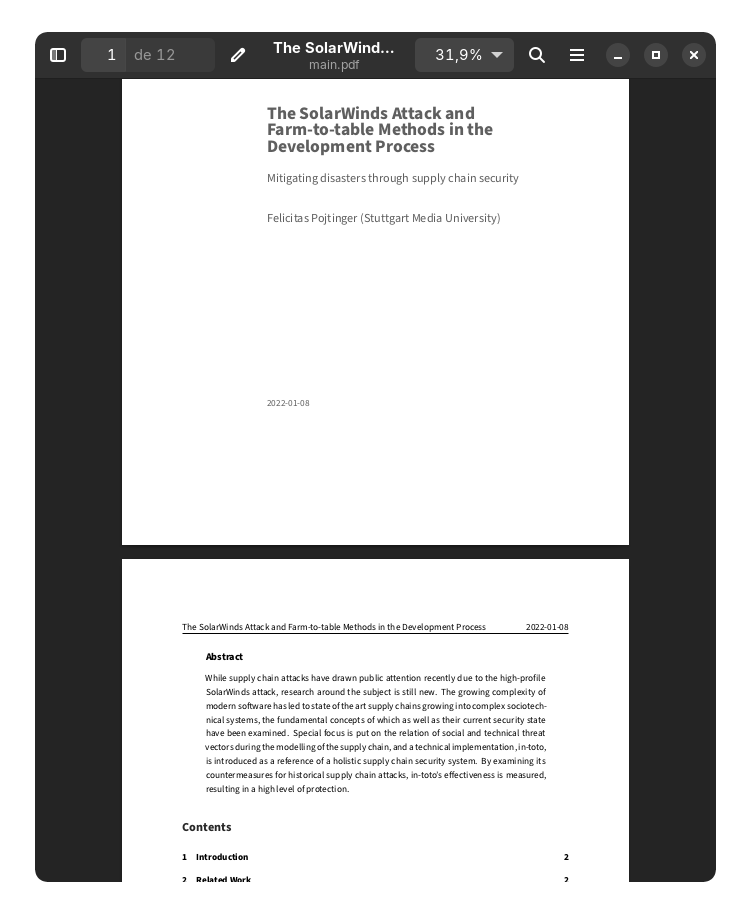 1 de 12 The SolarWind... 31,9%
main.pdf
The SolarWinds Attack and
Farm-to-table Methods in the
Development Process
Mitigating disasters through supply chain security
Felicitas Pojtinger (Stuttgart Media University)
2022-01-08
The SolarWinds Attack and Farm-to-table Methods in the Development Process 2022-01-08
Abstract
While supply chain attacks have drawn public attention recently due to the high-profile
SolarWinds attack, research around the subject is still new. The growing complexity of
modern software has led to state of the art supply chains growing into complex sociotech-
nical systems, the fundamental concepts of which as well as their current security state
have been examined. Special focus is put on the relation of social and technical threat
vectors during the modelling of the supply chain, and a technical implementation, in-toto,
is introduced as a reference of a holistic supply chain security system. By examining its
countermeasures for historical supply chain attacks, in-toto's effectiveness is measured,
resulting in a high level of protection.
Contents
1 Introduction 2
2 Related Work 2